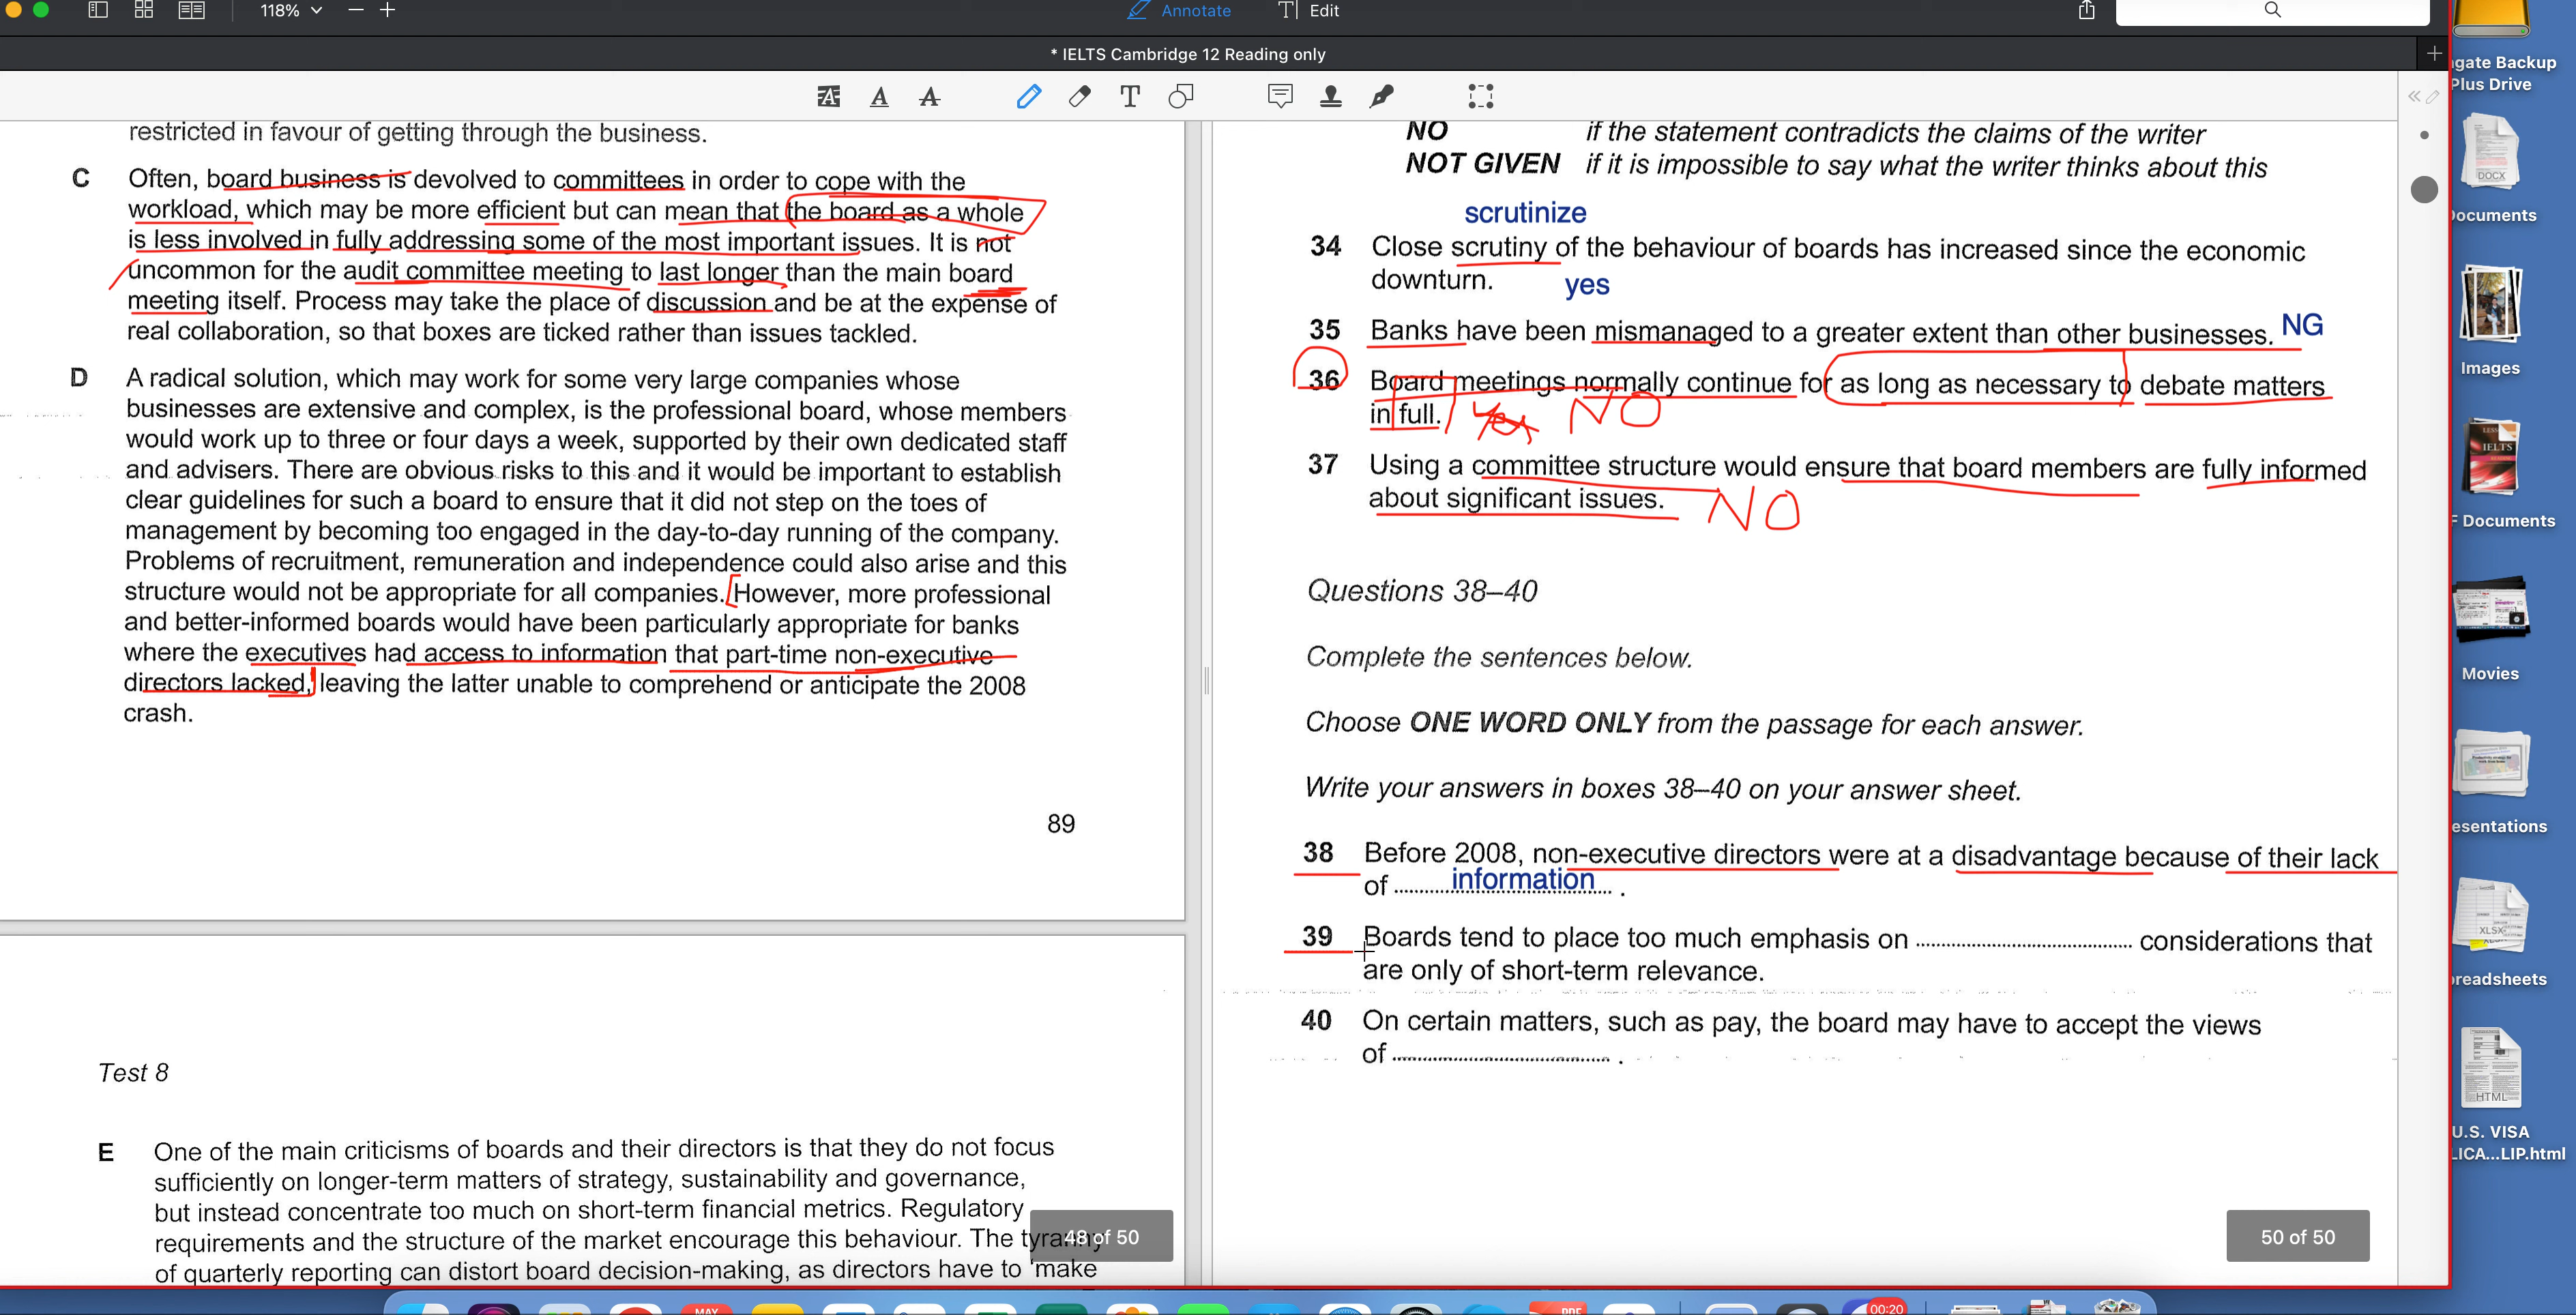 118%
Annotate
Edit
* IELTS Cambridge 12 Reading only
restricted in favour of getting through the business.
C Often, board business is devolved to committees in order to cope with the
workload, which may be more efficient but can mean that the board as a whole
is less involved in fully addressing some of the most important issues. It is not
uncommon for the audit committee meeting to last longer than the main board
meeting itself. Process may take the place of discussion and be at the expense of
real collaboration, so that boxes are ticked rather than issues tackled.
D A radical solution, which may work for some very large companies whose
businesses are extensive and complex, is the professional board, whose members
would work up to three or four days a week, supported by their own dedicated staff
and advisers. There are obvious risks to this and it would be important to establish
clear guidelines for such a board to ensure that it did not step on the toes of
management by becoming too engaged in the day-to-day running of the company.
Problems of recruitment, remuneration and independence could also arise and this
structure would not be appropriate for all companies. However, more professional
and better-informed boards would have been particularly appropriate for banks
where the executives had access to information that part-time non-executive
directors lacked, leaving the latter unable to comprehend or anticipate the 2008
crash.
89
Test 8
E One of the main criticisms of boards and their directors is that they do not focus
sufficiently on longer-term matters of strategy, sustainability and governance,
but instead concentrate too much on short-term financial metrics. Regulatory
requirements and the structure of the market encourage this behaviour. The tyranny
of quarterly reporting can distort board decision-making, as directors have to 'make
48 of 50
NO if the statement contradicts the claims of the writer
NOT GIVEN if it is impossible to say what the writer thinks about this
scrutinize
34 Close scrutiny of the behaviour of boards has increased since the economic
downturn. yes
35 Banks have been mismanaged to a greater extent than other businesses. NG
36 Board meetings normally continue for as long as necessary to debate matters
in full. NO
37 Using a committee structure would ensure that board members are fully informed
about significant issues. NO
Questions 38–40
Complete the sentences below.
Choose ONE WORD ONLY from the passage for each answer.
Write your answers in boxes 38–40 on your answer sheet.
38 Before 2008, non-executive directors were at a disadvantage because of their lack
of information .
39 Boards tend to place too much emphasis on .................... considerations that
are only of short-term relevance.
40 On certain matters, such as pay, the board may have to accept the views
of .................... .
50 of 50
gate Backup
Plus Drive
DOCX
Documents
Images
IELTS
F Documents
Movies
esentations
XLSX
readsheets
HTML
U.S. VISA
LICA...LIP.html
MAY
PDF
00:20